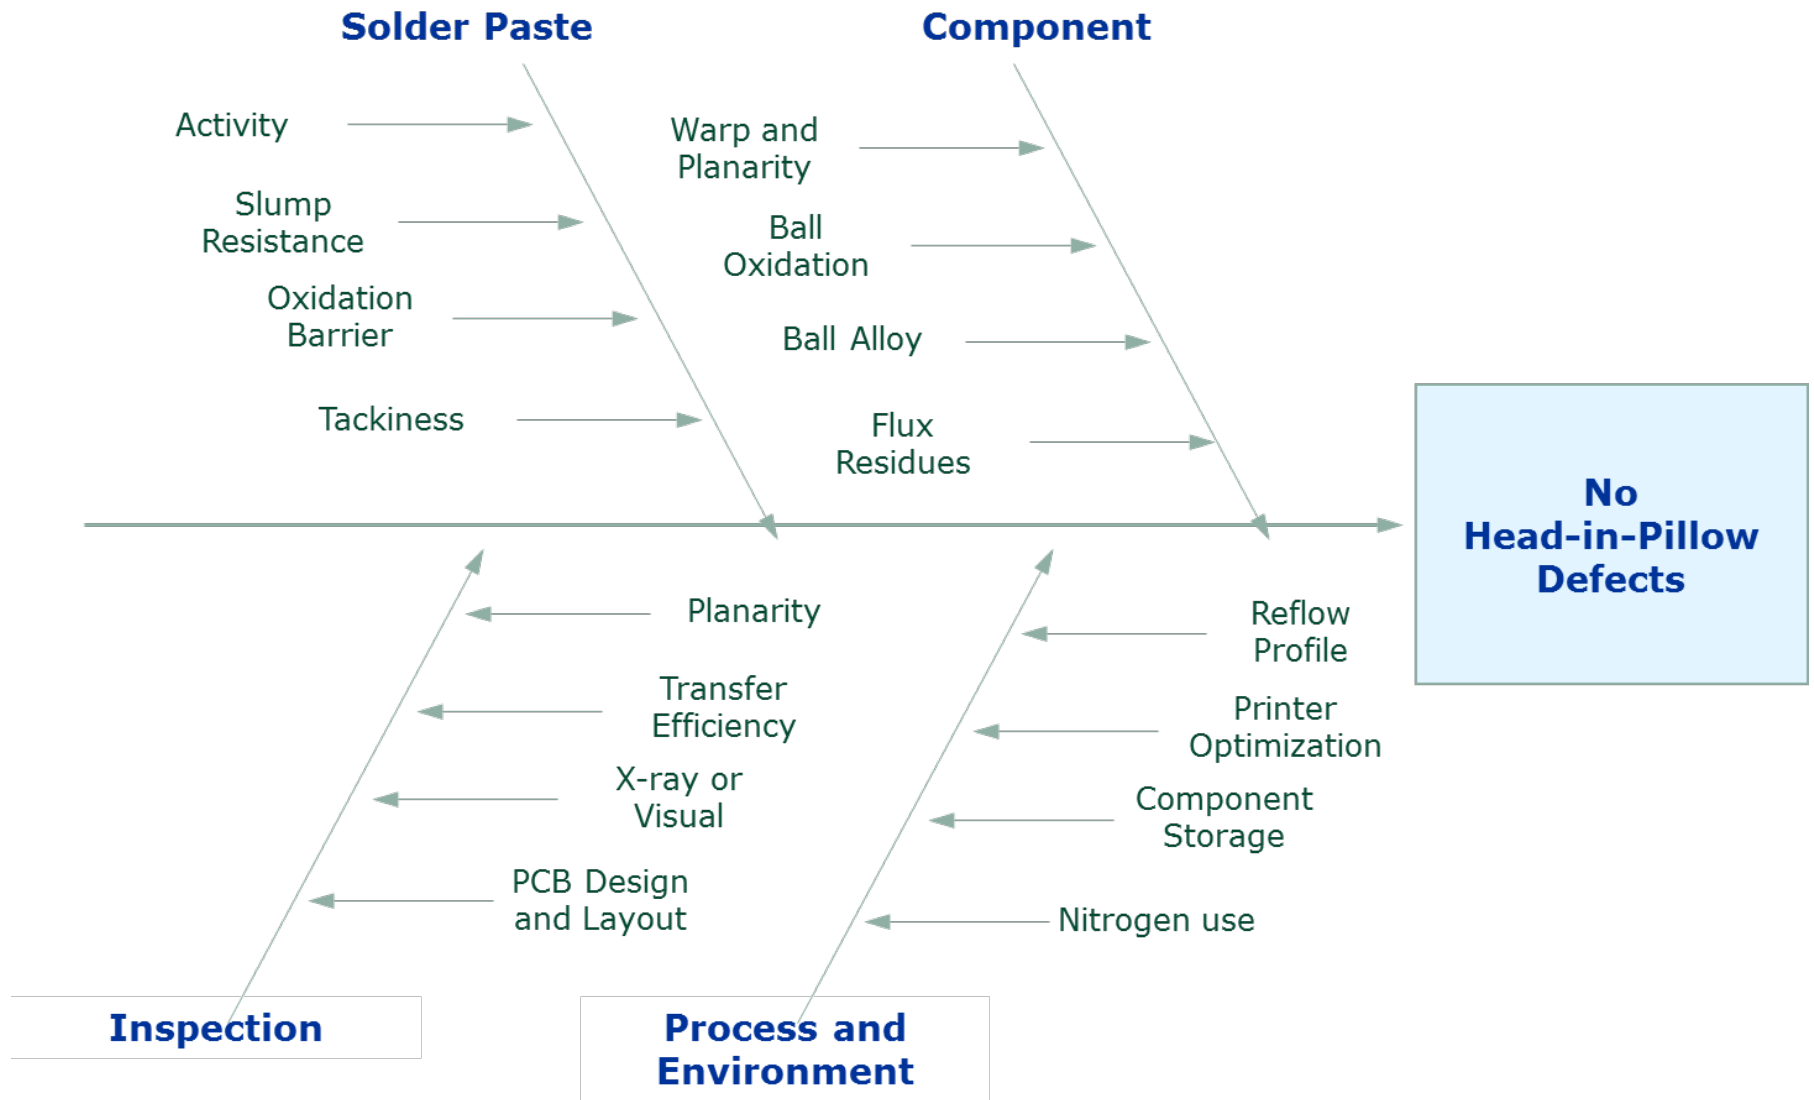 Solder Paste
Component
Activity
Slump
Resistance
Oxidation
Barrier
Tackiness
Warp and
Planarity
Ball
Oxidation
Ball Alloy
Flux
Residues
No
Head-in-Pillow
Defects
Planarity
Transfer
Efficiency
X-ray or
Visual
PCB Design
and Layout
Reflow
Profile
Printer
Optimization
Component
Storage
Nitrogen use
Inspection
Process and
Environment